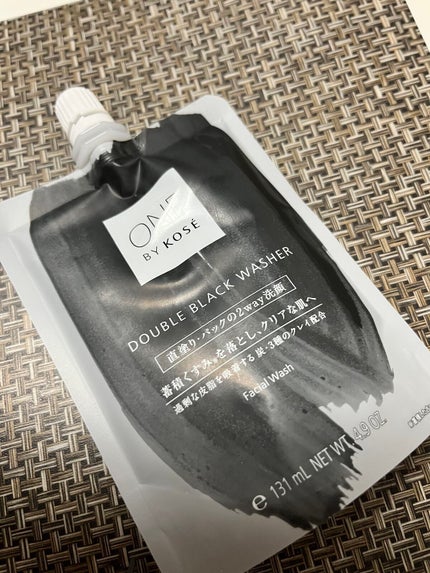 ONE
BY KOSÉ
DOUBLE BLACK WASHER
直塗り・パックの2way洗顔
蓄積くすみ*を落とし、クリアな肌へ
過剰な皮脂を吸着する 炭・3種のクレイ配合
Facial Wash
e 131 mL NET WT. 4.9 OZ